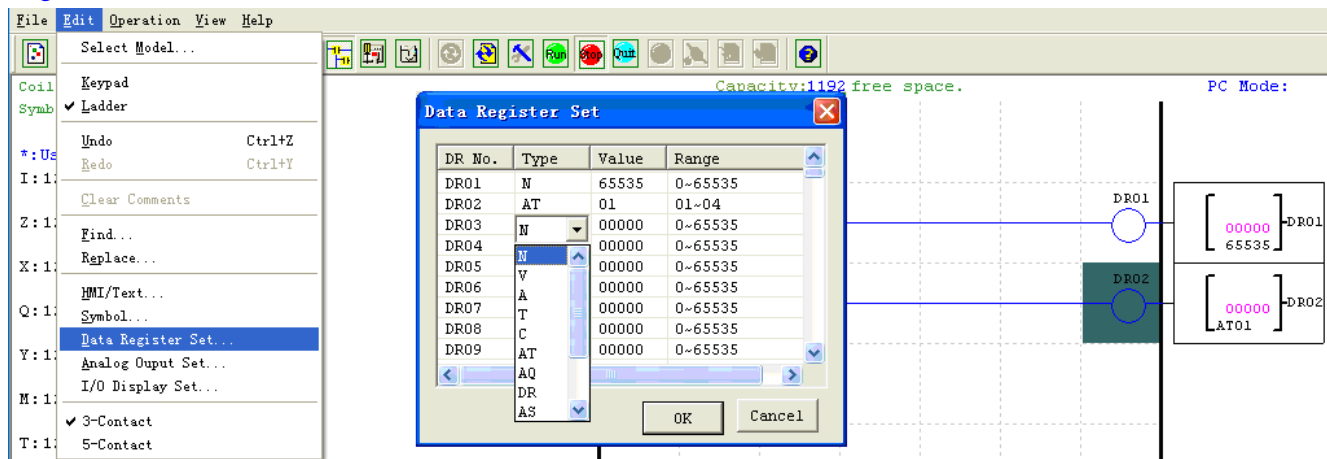 File Edit Operation View Help
Select Model...
Keypad
✔ Ladder
Undo Ctrl+Z
Redo Ctrl+Y
Clear Comments
Find...
Replace...
HMI/Text...
Symbol...
Data Register Set...
Analog Ouput Set...
I/O Display Set...
✔ 3-Contact
5-Contact
Run Stop Quit
Coil
Symb
*:Us
I:1
Z:1
X:1
Q:1
Y:1
M:1
T:1
Capacity:1192 free space.
PC Mode:
Data Register Set
DR No. Type Value Range
DR01 N 65535 0~65535
DR02 AT 01 01~04
DR03 N 00000 0~65535
DR04 00000 0~65535
DR05 00000 0~65535
DR06 00000 0~65535
DR07 00000 0~65535
DR08 00000 0~65535
DR09 00000 0~65535
N
V
A
T
C
AT
AQ
DR
AS
OK Cancel
DR01
00000 DR01
65535
DR02
00000 DR02
AT01